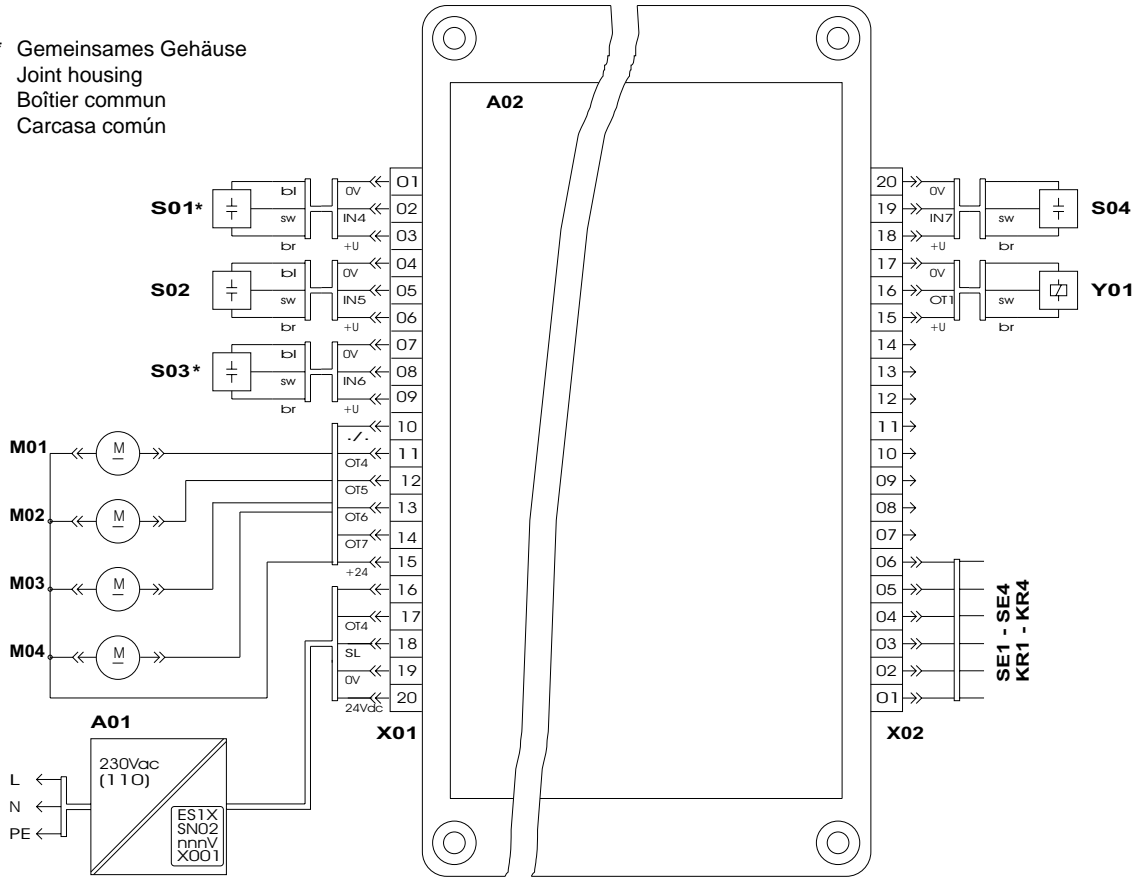 * Gemeinsames Gehäuse
Joint housing
Boîtier commun
Carcasa común
A02
S01*
bl
sw
br
0V
IN4
+U
01
02
03
S02
bl
sw
br
0V
IN5
+U
04
05
06
S03*
bl
sw
br
0V
IN6
+U
07
08
09
M01
M
M02
M
M03
M
M04
M
-/-
OT4
OT5
OT6
OT7
+24
10
11
12
13
14
15
OT4
SL
0V
24Vdc
16
17
18
19
20
X01
A01
230Vac
(110)
ES1X
SN02
nnnV
X001
L
N
PE
20
19
18
0V
IN7
+U
sw
br
S04
17
16
15
0V
OT1
+U
sw
br
Y01
14
13
12
11
10
09
08
07
06
05
04
03
02
01
SE1 - SE4
KR1 - KR4
X02